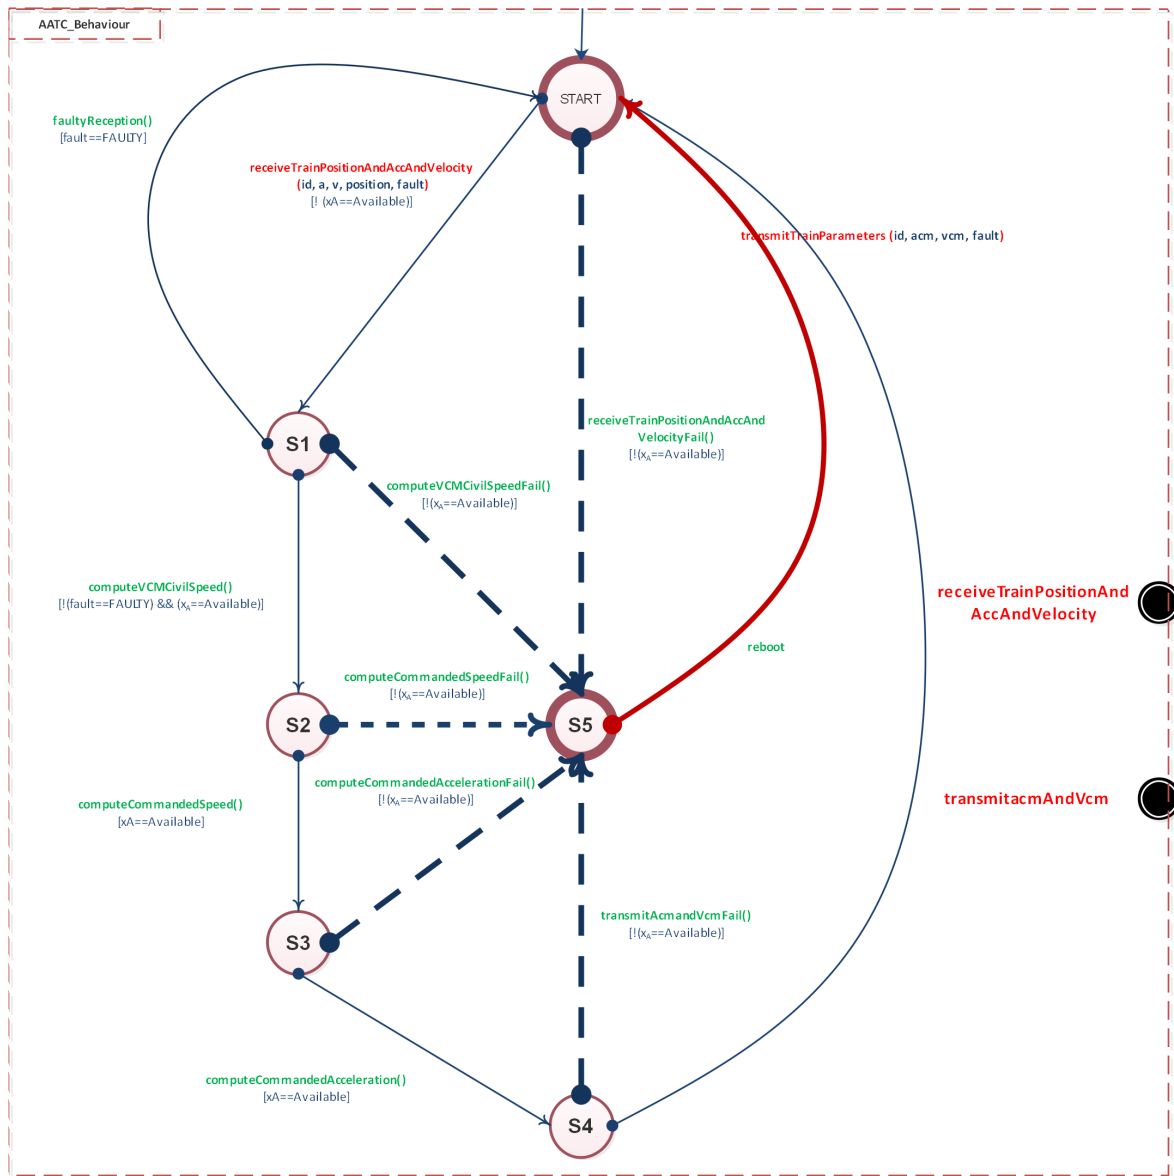 AATC_Behaviour
START
faultyReception()
[fault==FAULTY]
receiveTrainPositionAndAccAndVelocity
(id, a, v, position, fault)
[! (xA==Available)]
transmitTrainParameters (id, acm, vcm, fault)
receiveTrainPositionAndAccAnd
VelocityFail()
[!(xA==Available)]
S1
computeVCMCivilSpeedFail()
[!(xA==Available)]
computeVCMCivilSpeed()
[!(fault==FAULTY) && (xA==Available)]
receiveTrainPositionAnd
AccAndVelocity
reboot
computeCommandedSpeedFail()
[!(xA==Available)]
S2
S5
computeCommandedAccelerationFail()
[!(xA==Available)]
computeCommandedSpeed()
[xA==Available]
transmitacmAndVcm
transmitAcmandVcmFail()
[!(xA==Available)]
S3
computeCommandedAcceleration()
[xA==Available]
S4